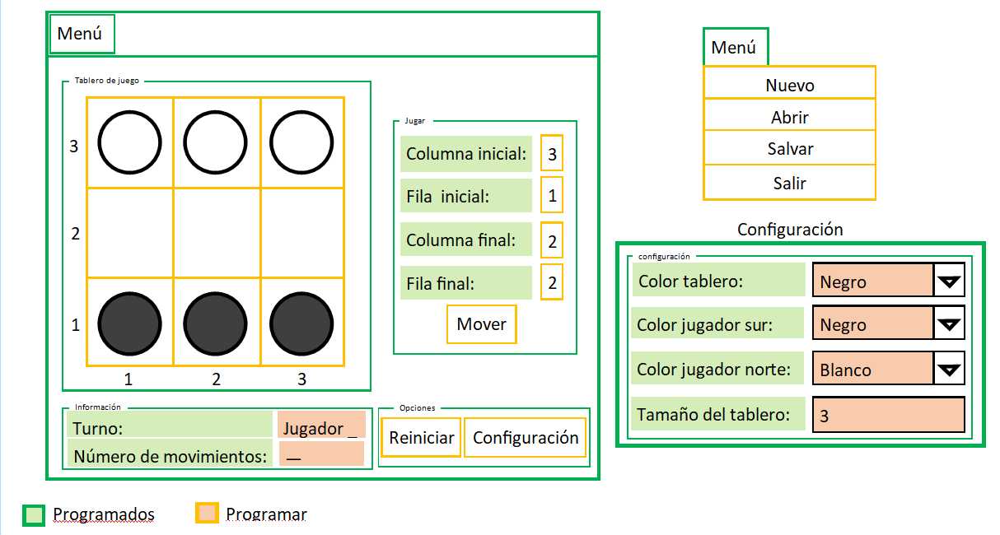 Menú
Tablero de juego
3
2
1
1 2 3
Jugar
Columna inicial: 3
Fila inicial: 1
Columna final: 2
Fila final: 2
Mover
Información
Turno: Jugador _
Número de movimientos: __
Opciones
Reiniciar Configuración
Menú
Nuevo
Abrir
Salvar
Salir
Configuración
configuración
Color tablero: Negro
Color jugador sur: Negro
Color jugador norte: Blanco
Tamaño del tablero: 3
Programados Programar